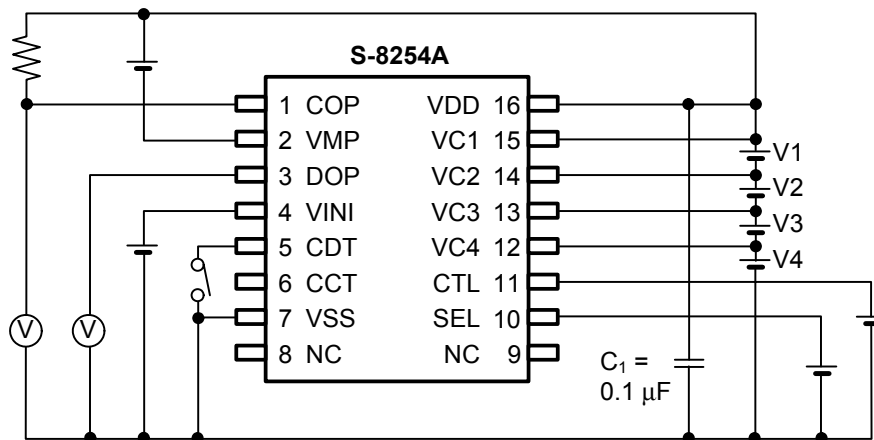 S-8254A
1 COP VDD 16
2 VMP VC1 15
3 DOP VC2 14
4 VINI VC3 13
5 CDT VC4 12
6 CCT CTL 11
7 VSS SEL 10
8 NC NC 9
V1
V2
V3
V4
V
V
C₁ =
0.1 μF